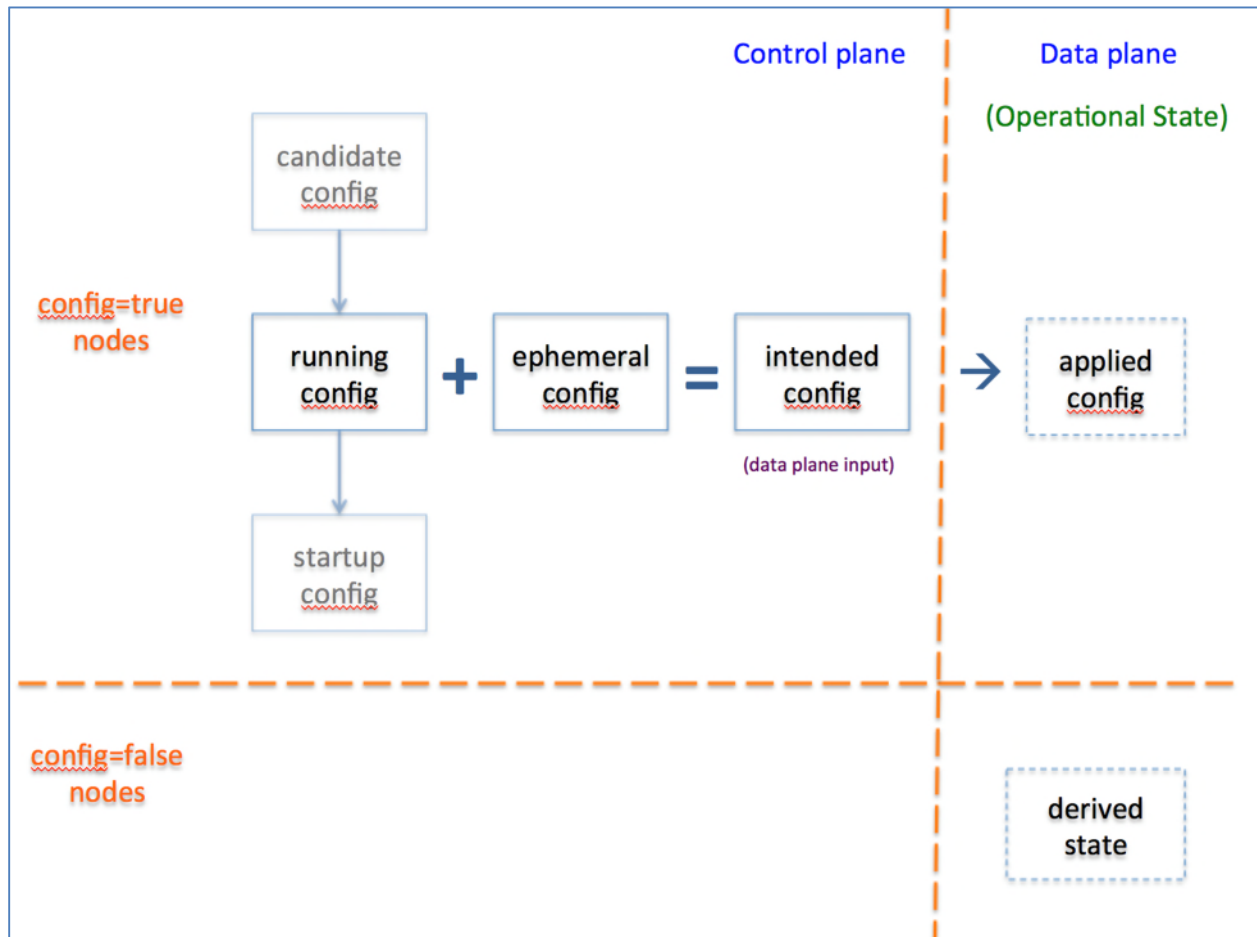 Control plane
Data plane
(Operational State)
candidate
config
config=true
nodes
running
config
+
ephemeral
config
=
intended
config
→
applied
config
(data plane input)
startup
config
config=false
nodes
derived
state